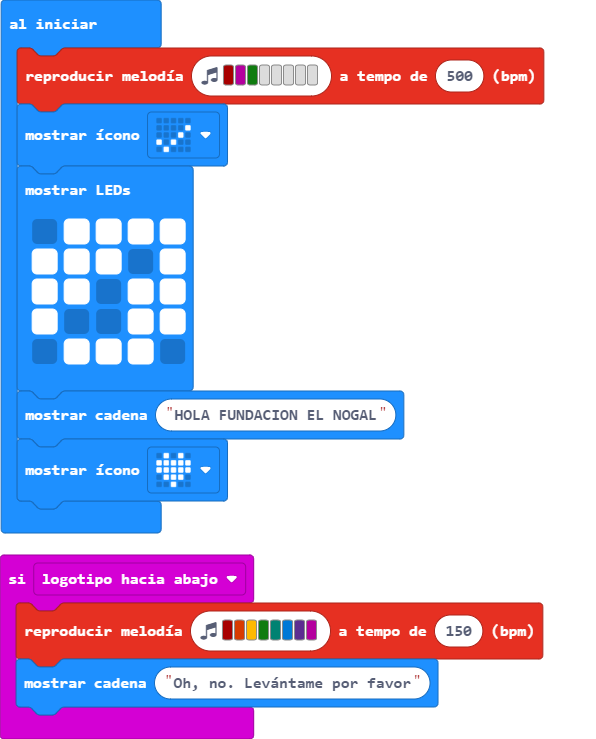 al iniciar
reproducir melodía a tempo de 500 (bpm)
mostrar ícono
mostrar LEDs
mostrar cadena "HOLA FUNDACION EL NOGAL"
mostrar ícono
si logotipo hacia abajo
reproducir melodía a tempo de 150 (bpm)
mostrar cadena "Oh, no. Levántame por favor"